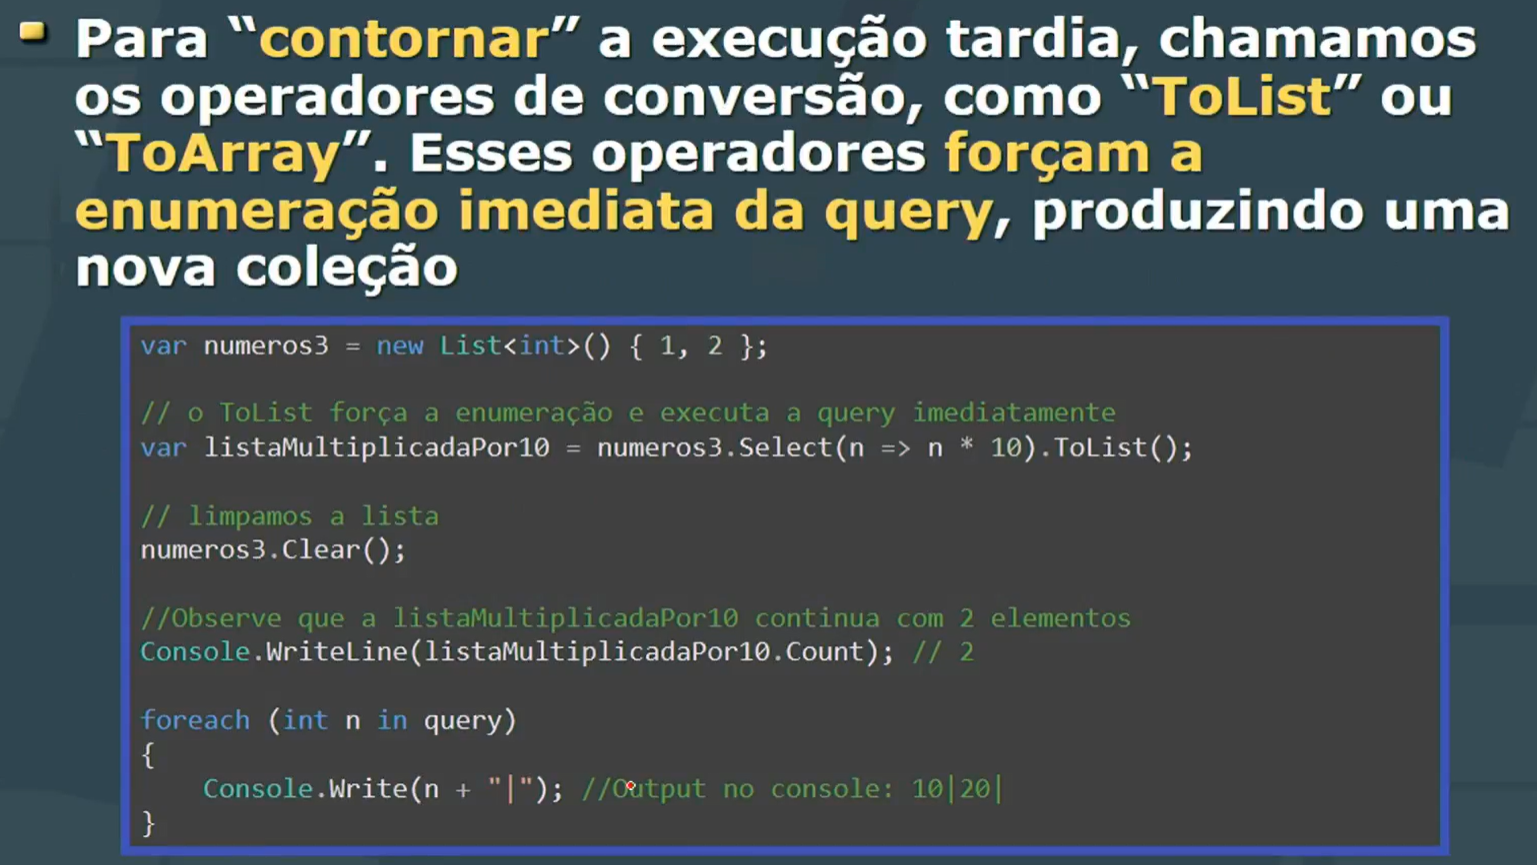 Para “contornar” a execução tardia, chamamos
os operadores de conversão, como “ToList” ou
“ToArray”. Esses operadores forçam a
enumeração imediata da query, produzindo uma
nova coleção
var numeros3 = new List<int>() { 1, 2 };
// o ToList força a enumeração e executa a query imediatamente
var listaMultiplicadaPor10 = numeros3.Select(n => n * 10).ToList();
// limpamos a lista
numeros3.Clear();
//Observe que a listaMultiplicadaPor10 continua com 2 elementos
Console.WriteLine(listaMultiplicadaPor10.Count); // 2
foreach (int n in query)
{
    Console.Write(n + "|"); //Output no console: 10|20|
}